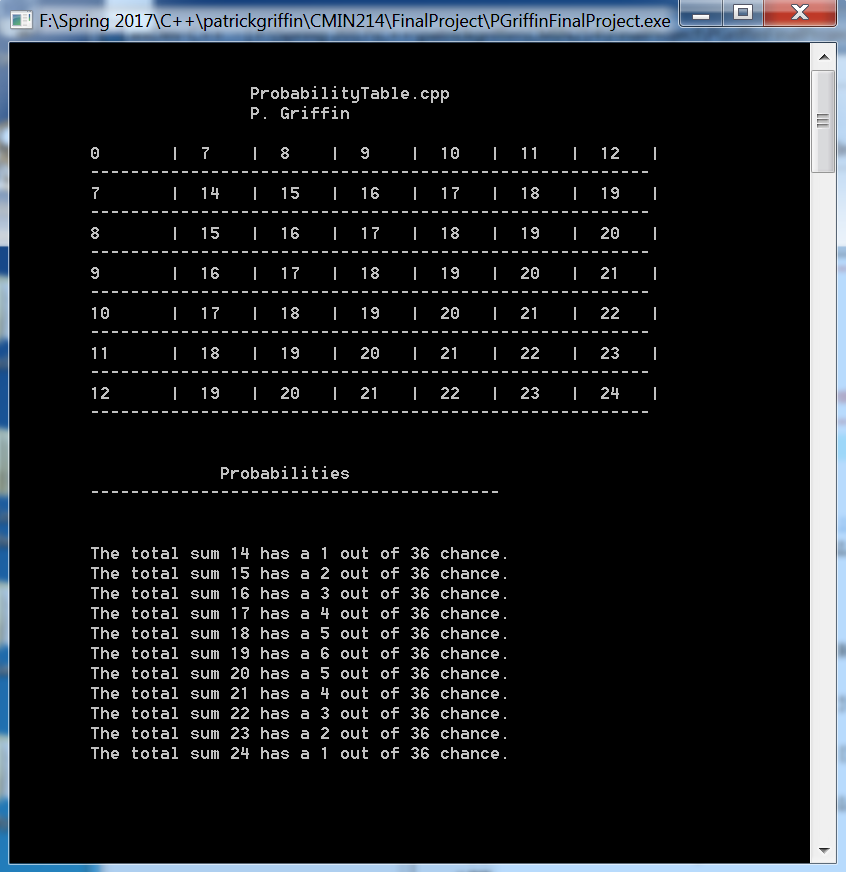 F:\Spring 2017\C++\patrickgriffin\CMIN214\FinalProject\PGriffinFinalProject.exe
ProbabilityTable.cpp
P. Griffin
0 | 7 | 8 | 9 | 10 | 11 | 12 |
--------------------------------------------------------
7 | 14 | 15 | 16 | 17 | 18 | 19 |
--------------------------------------------------------
8 | 15 | 16 | 17 | 18 | 19 | 20 |
--------------------------------------------------------
9 | 16 | 17 | 18 | 19 | 20 | 21 |
--------------------------------------------------------
10 | 17 | 18 | 19 | 20 | 21 | 22 |
--------------------------------------------------------
11 | 18 | 19 | 20 | 21 | 22 | 23 |
--------------------------------------------------------
12 | 19 | 20 | 21 | 22 | 23 | 24 |
--------------------------------------------------------
Probabilities
-----------------------------------------
The total sum 14 has a 1 out of 36 chance.
The total sum 15 has a 2 out of 36 chance.
The total sum 16 has a 3 out of 36 chance.
The total sum 17 has a 4 out of 36 chance.
The total sum 18 has a 5 out of 36 chance.
The total sum 19 has a 6 out of 36 chance.
The total sum 20 has a 5 out of 36 chance.
The total sum 21 has a 4 out of 36 chance.
The total sum 22 has a 3 out of 36 chance.
The total sum 23 has a 2 out of 36 chance.
The total sum 24 has a 1 out of 36 chance.